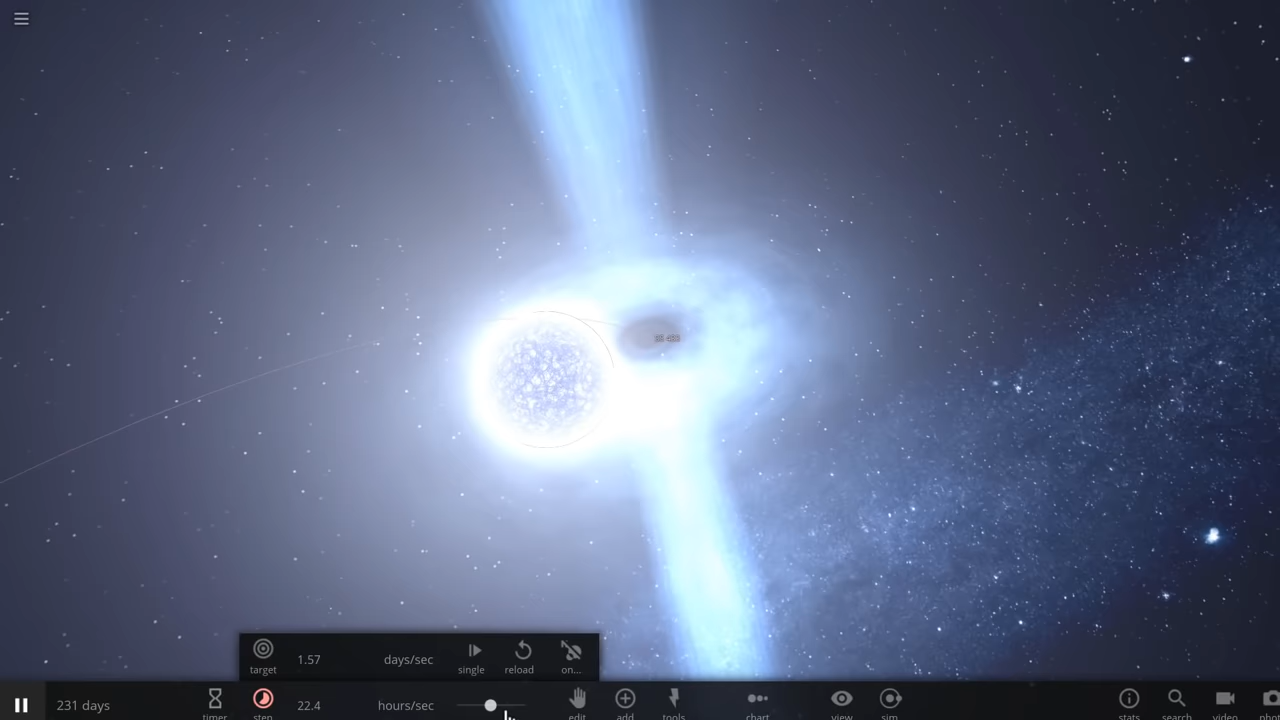 target
1.57
days/sec
single
reload
on...
231 days
timer
step
22.4
hours/sec
edit
add
tools
chart
view
sim
stats
search
video